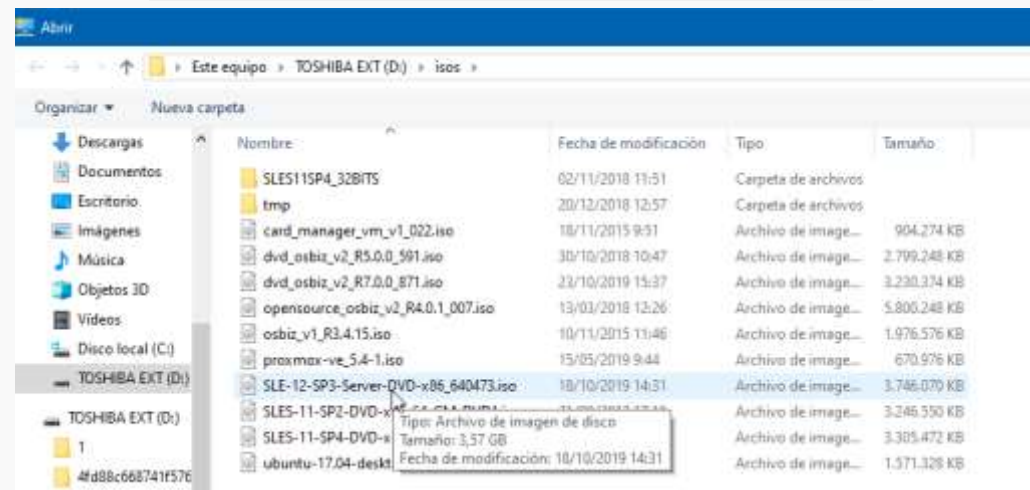 Abrir
Este equipo › TOSHIBA EXT (D:) › isos ›
Organizar Nueva carpeta
Descargas
Documentos
Escritorio
Imágenes
Música
Objetos 3D
Vídeos
Disco local (C:)
TOSHIBA EXT (D:)
TOSHIBA EXT (D:)
1
4fd88c668741f576
Nombre Fecha de modificación Tipo Tamaño
SLES11SP4_32BITS 02/11/2018 11:51 Carpeta de archivos
tmp 20/12/2018 12:57 Carpeta de archivos
card_manager_vm_v1_022.iso 18/11/2015 9:51 Archivo de image... 904.274 KB
dvd_osbiz_v2_R5.0.0_591.iso 30/10/2018 10:47 Archivo de image... 2.799.248 KB
dvd_osbiz_v2_R7.0.0_871.iso 23/10/2019 15:37 Archivo de image... 3.230.374 KB
opensource_osbiz_v2_R4.0.1_007.iso 13/03/2018 12:26 Archivo de image... 5.800.248 KB
osbiz_v1_R3.4.15.iso 10/11/2015 11:46 Archivo de image... 1.976.576 KB
proxmox-ve_5.4-1.iso 15/05/2019 9:44 Archivo de image... 670.976 KB
SLE-12-SP3-Server-DVD-x86_640473.iso 18/10/2019 14:31 Archivo de image... 3.746.070 KB
SLES-11-SP2-DVD-x Archivo de image... 3.246.550 KB
SLES-11-SP4-DVD-x Archivo de image... 3.305.472 KB
ubuntu-17.04-deskt Archivo de image... 1.571.328 KB
Tipo: Archivo de imagen de disco
Tamaño: 3,57 GB
Fecha de modificación: 18/10/2019 14:31